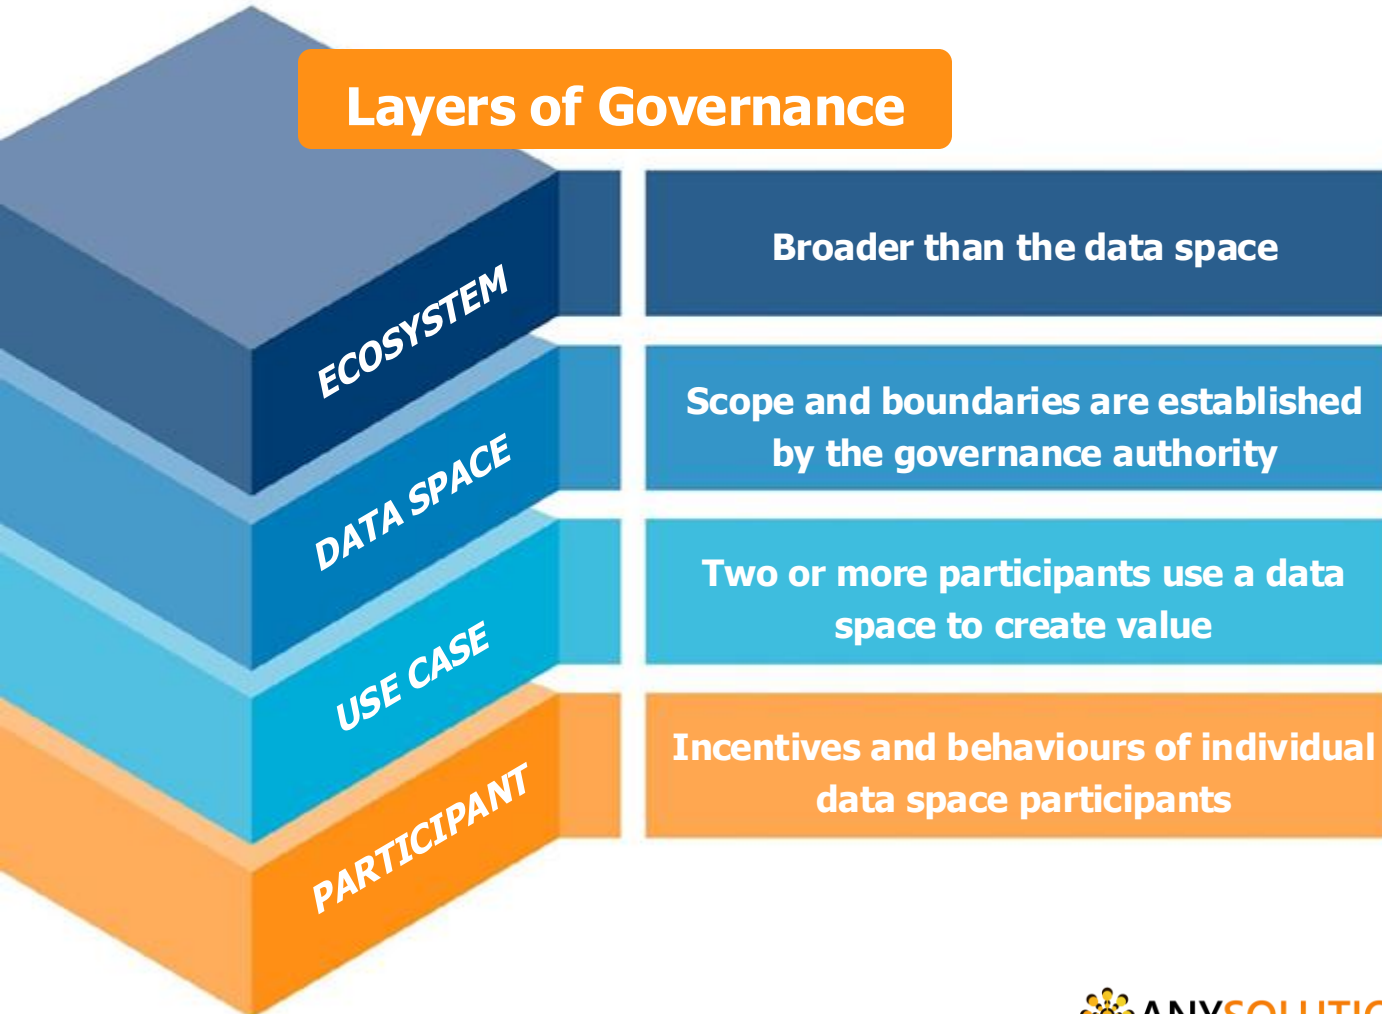 Layers of Governance
ECOSYSTEM
Broader than the data space
DATA SPACE
Scope and boundaries are established
by the governance authority
USE CASE
Two or more participants use a data
space to create value
PARTICIPANT
Incentives and behaviours of individual
data space participants